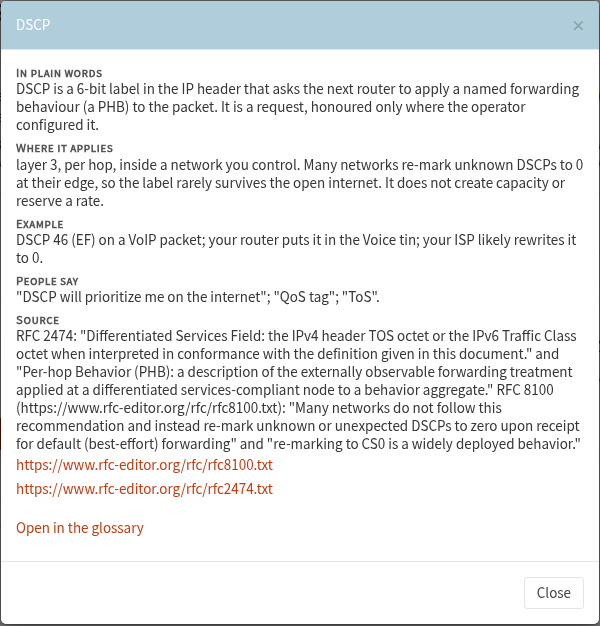 DSCP
×
In plain words
DSCP is a 6-bit label in the IP header that asks the next router to apply a named forwarding
behaviour (a PHB) to the packet. It is a request, honoured only where the operator
configured it.
Where it applies
layer 3, per hop, inside a network you control. Many networks re-mark unknown DSCPs to 0
at their edge, so the label rarely survives the open internet. It does not create capacity or
reserve a rate.
Example
DSCP 46 (EF) on a VoIP packet; your router puts it in the Voice tin; your ISP likely rewrites it
to 0.
People say
"DSCP will prioritize me on the internet"; "QoS tag"; "ToS".
Source
RFC 2474: "Differentiated Services Field: the IPv4 header TOS octet or the IPv6 Traffic Class
octet when interpreted in conformance with the definition given in this document." and
"Per-hop Behavior (PHB): a description of the externally observable forwarding treatment
applied at a differentiated services-compliant node to a behavior aggregate." RFC 8100
(https://www.rfc-editor.org/rfc/rfc8100.txt): "Many networks do not follow this
recommendation and instead re-mark unknown or unexpected DSCPs to zero upon receipt
for default (best-effort) forwarding" and "re-marking to CS0 is a widely deployed behavior."
https://www.rfc-editor.org/rfc/rfc8100.txt
https://www.rfc-editor.org/rfc/rfc2474.txt
Open in the glossary
Close